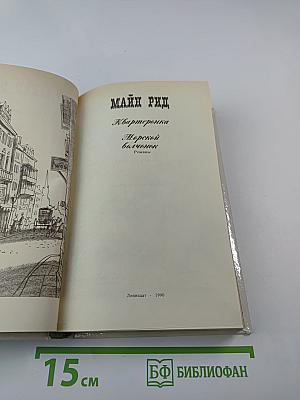 МАЙН РИД
Квартеронка
Морской
волчонок
Романы
Лениздат · 1990
15 см
БФ БИБЛИОФАН